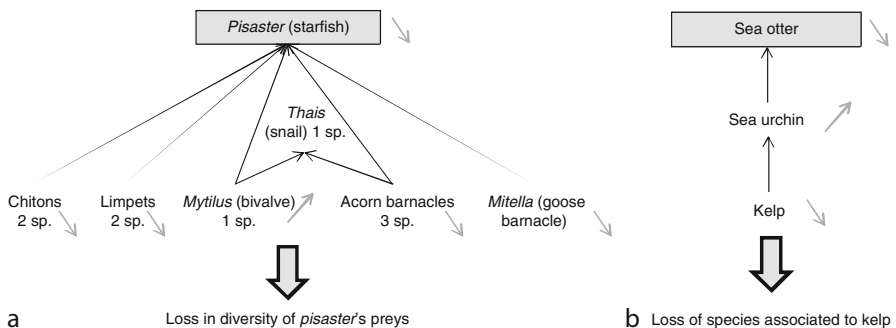 Pisaster (starfish)
Thais
(snail) 1 sp.
Chitons
2 sp.
Limpets
2 sp.
Mytilus (bivalve)
1 sp.
Acorn barnacles
3 sp.
Mitella (goose
barnacle)
Loss in diversity of pisaster's preys
a
Sea otter
Sea urchin
Kelp
Loss of species associated to kelp
b